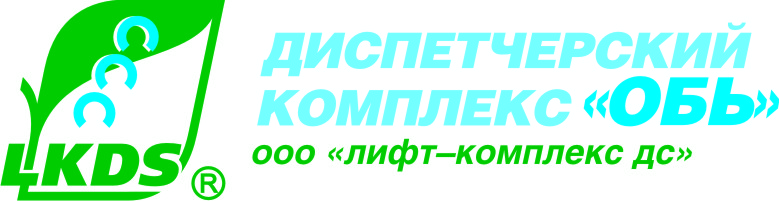 LKDS®
ДИСПЕТЧЕРСКИЙ
КОМПЛЕКС «ОБЬ»
ООО «ЛИФТ–КОМПЛЕКС ДС»